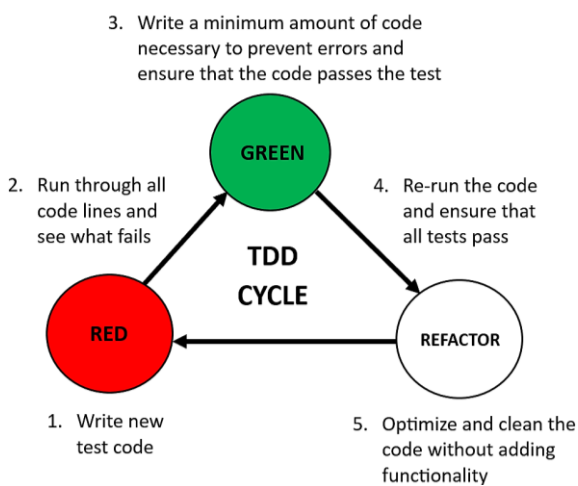 3. Write a minimum amount of code
necessary to prevent errors and
ensure that the code passes the test
GREEN
2. Run through all
code lines and
see what fails
4. Re-run the code
and ensure that
all tests pass
TDD
CYCLE
RED
REFACTOR
1. Write new
test code
5. Optimize and clean the
code without adding
functionality